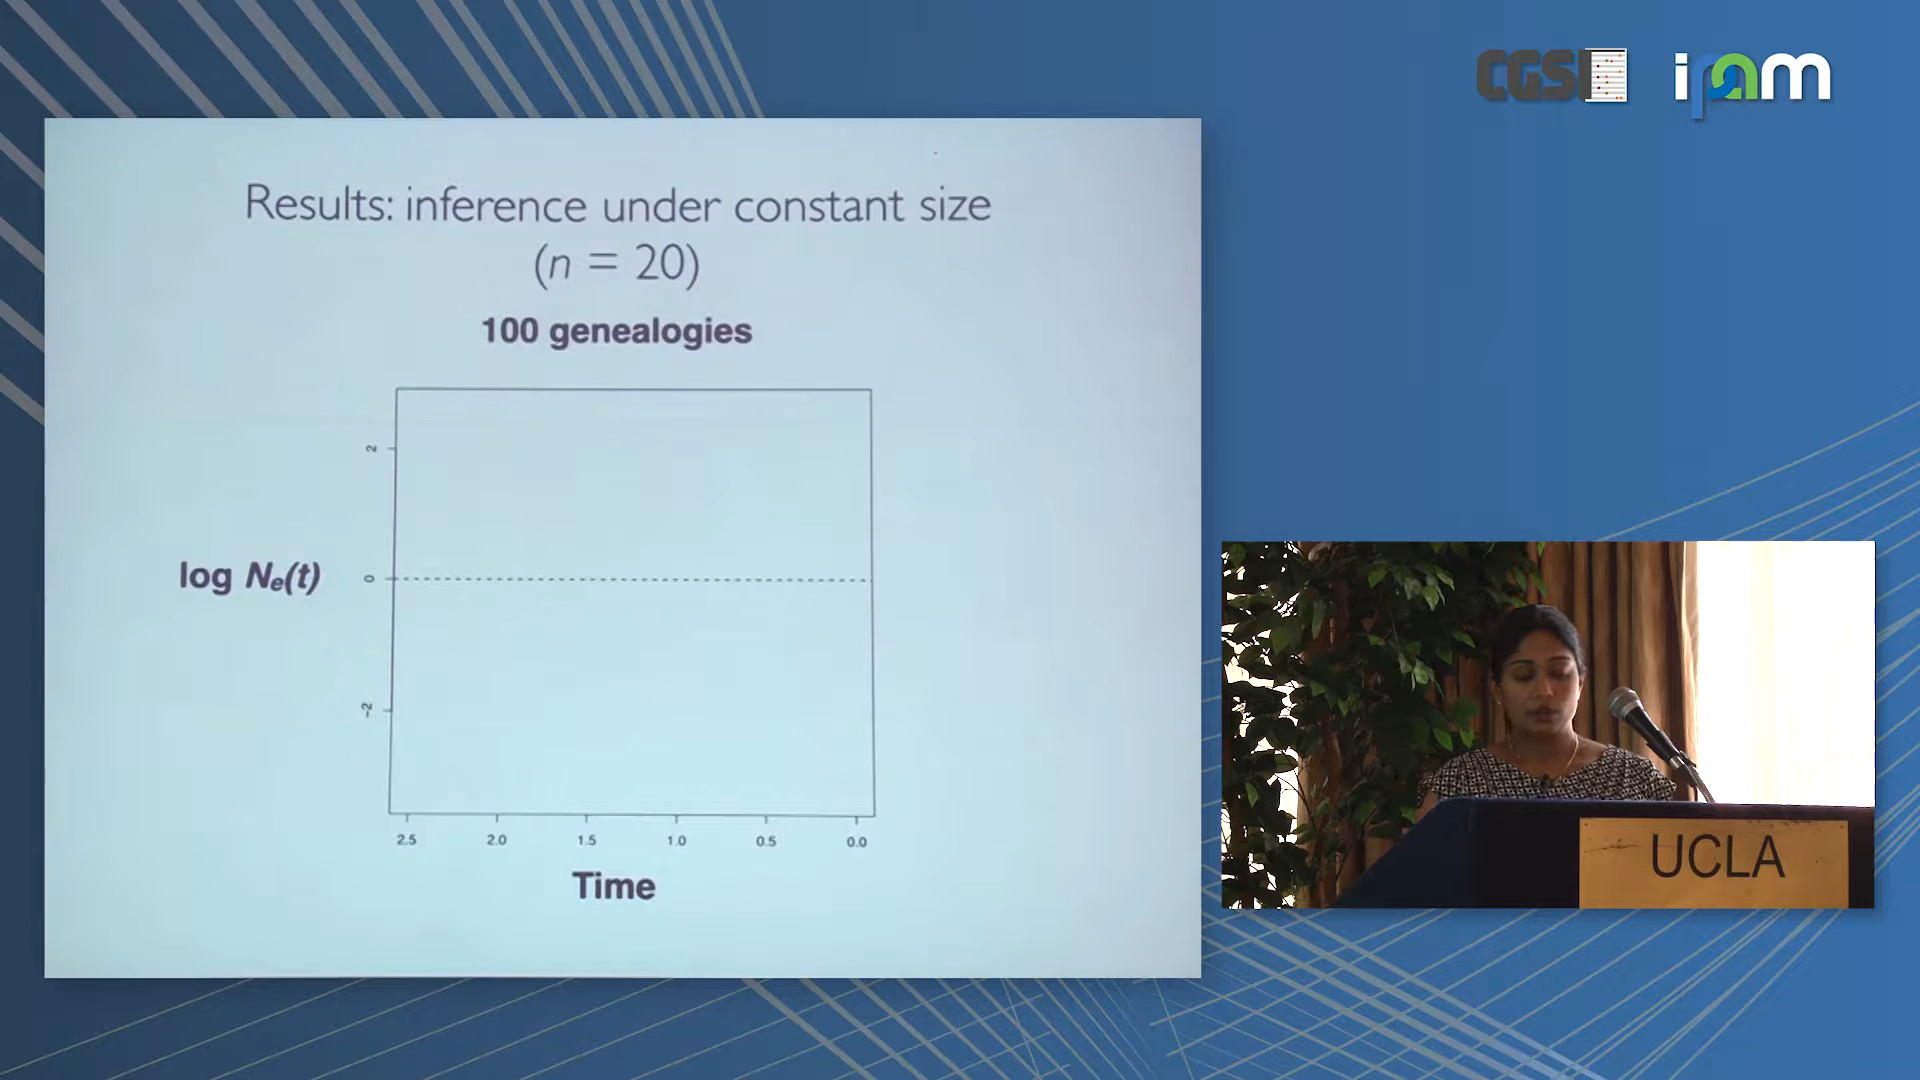 CGSI
ipam
Results: inference under constant size
(n = 20)
100 genealogies
2
log Ne(t)
0
-2
2.5 2.0 1.5 1.0 0.5 0.0
Time
UCLA